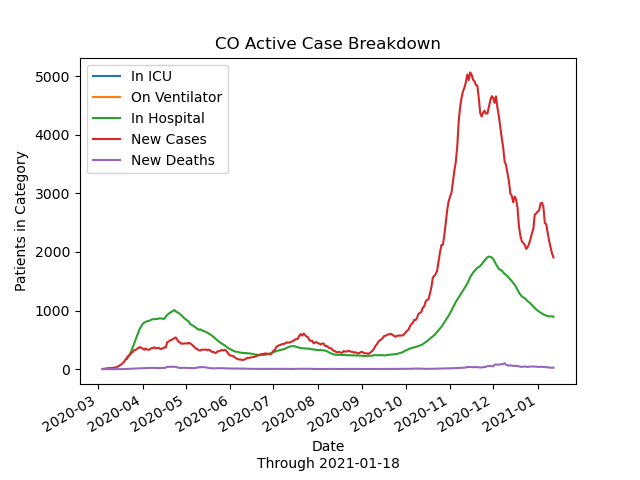 CO Active Case Breakdown
In ICU
On Ventilator
In Hospital
New Cases
New Deaths
Patients in Category
5000
4000
3000
2000
1000
0
2020-03
2020-04
2020-05
2020-06
2020-07
2020-08
2020-09
2020-10
2020-11
2020-12
2021-01
Date
Through 2021-01-18